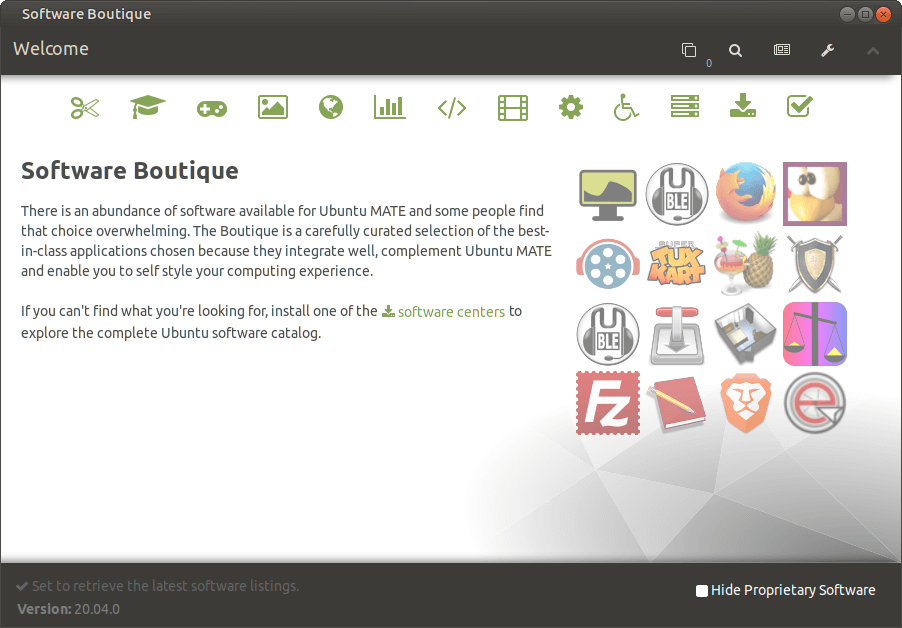 Software Boutique
Welcome
0
Software Boutique
There is an abundance of software available for Ubuntu MATE and some people find
that choice overwhelming. The Boutique is a carefully curated selection of the best-
in-class applications chosen because they integrate well, complement Ubuntu MATE
and enable you to self style your computing experience.
If you can't find what you're looking for, install one of the software centers to
explore the complete Ubuntu software catalog.
BLE
SUPER
TUX
KART
BLE
FZ
Set to retrieve the latest software listings.
Hide Proprietary Software
Version: 20.04.0